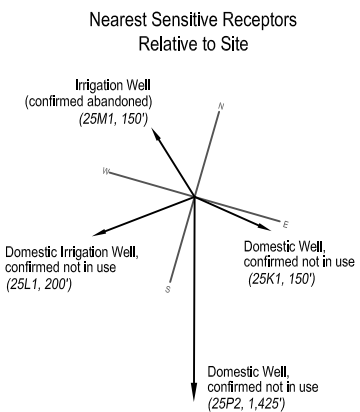 Nearest Sensitive Receptors
Relative to Site
Irrigation Well
(confirmed abandoned)
(25M1, 150')
N
W
E
Domestic Irrigation Well,
confirmed not in use
(25L1, 200')
Domestic Well,
confirmed not in use
(25K1, 150')
S
Domestic Well,
confirmed not in use
(25P2, 1,425')